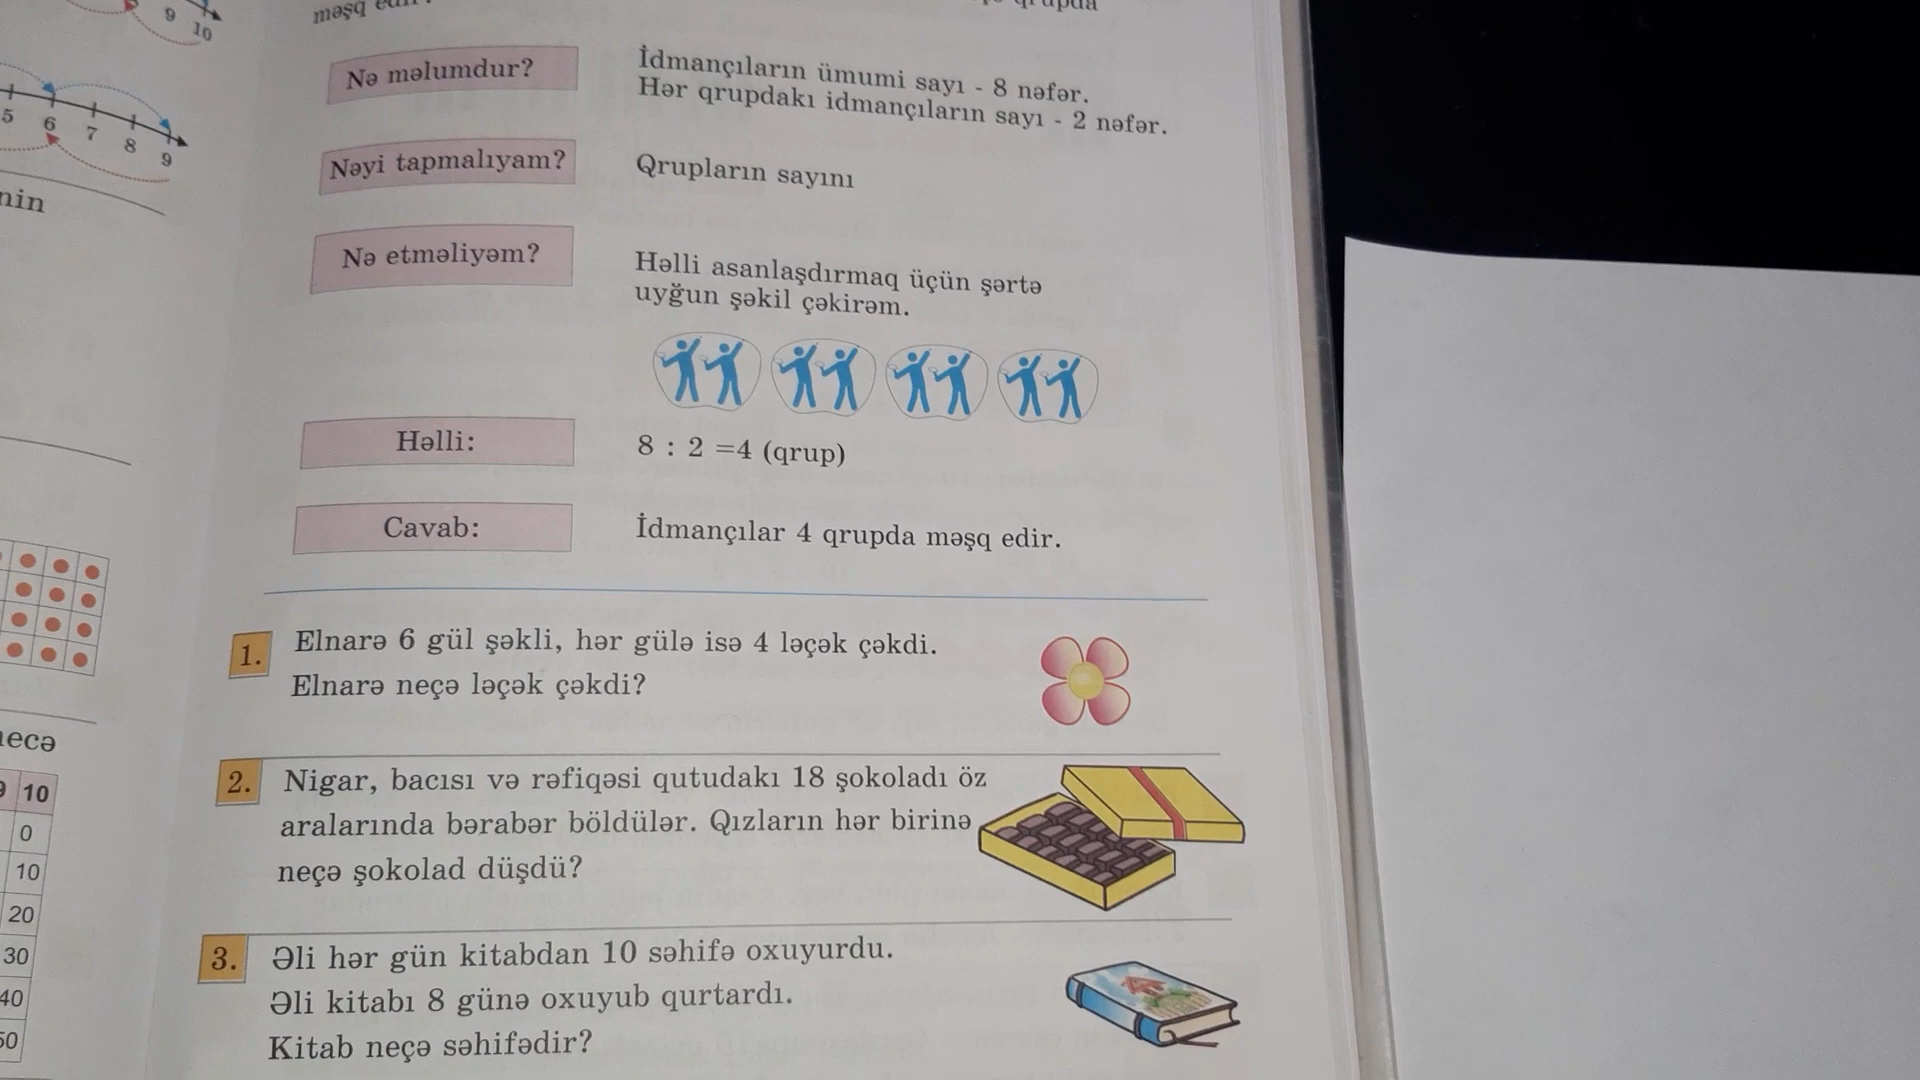 9 10
məşq
Nə məlumdur?
İdmançıların ümumi sayı - 8 nəfər.
Hər qrupdakı idmançıların sayı - 2 nəfər.
5 6 7 8 9
Nəyi tapmalıyam?
Qrupların sayını
Nə etməliyəm?
Həlli asanlaşdırmaq üçün şərtə
uyğun şəkil çəkirəm.
Həlli:
8 : 2 =4 (qrup)
Cavab:
İdmançılar 4 qrupda məşq edir.
1. Elnarə 6 gül şəkli, hər gülə isə 4 ləçək çəkdi.
Elnarə neçə ləçək çəkdi?
2. Nigar, bacısı və rəfiqəsi qutudakı 18 şokoladı öz
aralarında bərabər böldülər. Qızların hər birinə
neçə şokolad düşdü?
3. Əli hər gün kitabdan 10 səhifə oxuyurdu.
Əli kitabı 8 günə oxuyub qurtardı.
Kitab neçə səhifədir?
10
0
10
20
30
40
50